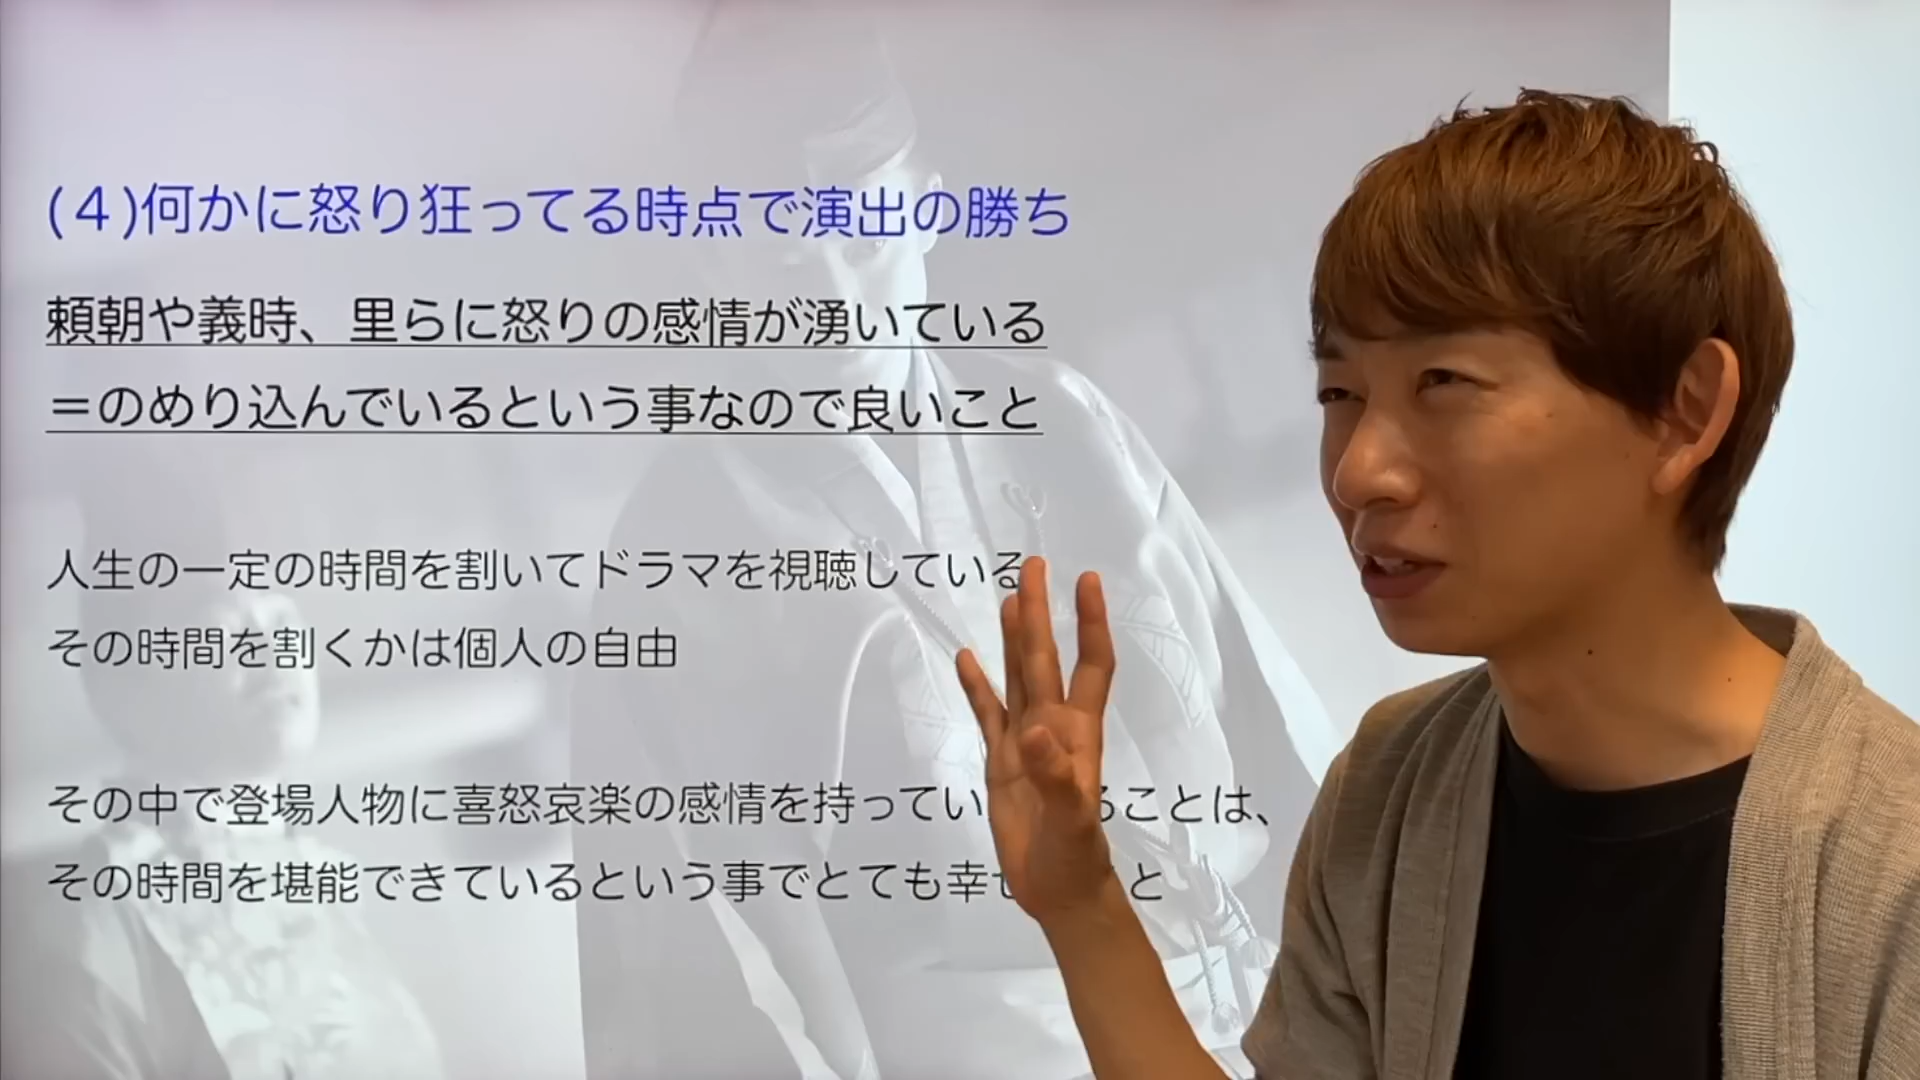 (４)何かに怒り狂ってる時点で演出の勝ち
頼朝や義時、里らに怒りの感情が湧いている
＝のめり込んでいるという事なので良いこと
人生の一定の時間を割いてドラマを視聴している
その時間を割くかは個人の自由
その中で登場人物に喜怒哀楽の感情を持ってい ることは、
その時間を堪能できているという事でとても幸 と